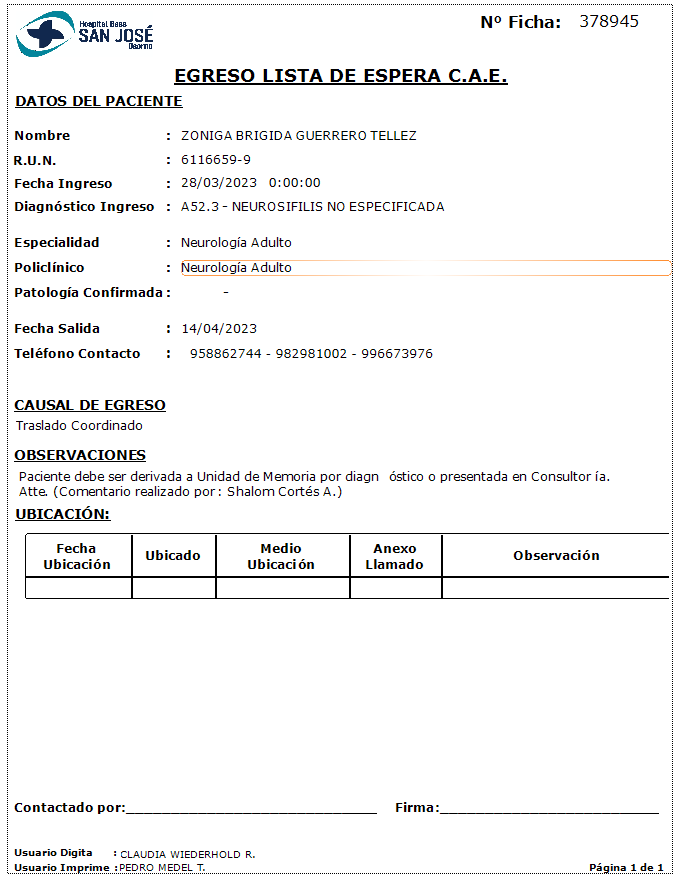 Hospital Base
SAN JOSÉ
Osorno
Nº Ficha: 378945
EGRESO LISTA DE ESPERA C.A.E.
DATOS DEL PACIENTE
Nombre : ZONIGA BRIGIDA GUERRERO TELLEZ
R.U.N. : 6116659-9
Fecha Ingreso : 28/03/2023 0:00:00
Diagnóstico Ingreso : A52.3 - NEUROSIFILIS NO ESPECIFICADA
Especialidad : Neurología Adulto
Policlínico : Neurología Adulto
Patología Confirmada : -
Fecha Salida : 14/04/2023
Teléfono Contacto : 958862744 - 982981002 - 996673976
CAUSAL DE EGRESO
Traslado Coordinado
OBSERVACIONES
Paciente debe ser derivada a Unidad de Memoria por diagn óstico o presentada en Consultor ía.
Atte. (Comentario realizado por : Shalom Cortés A.)
UBICACIÓN:
Fecha Ubicación Ubicado Medio Ubicación Anexo Llamado Observación
Contactado por:____________________________ Firma:________________________
Usuario Digita : CLAUDIA WIEDERHOLD R.
Usuario Imprime : PEDRO MEDEL T. Página 1 de 1